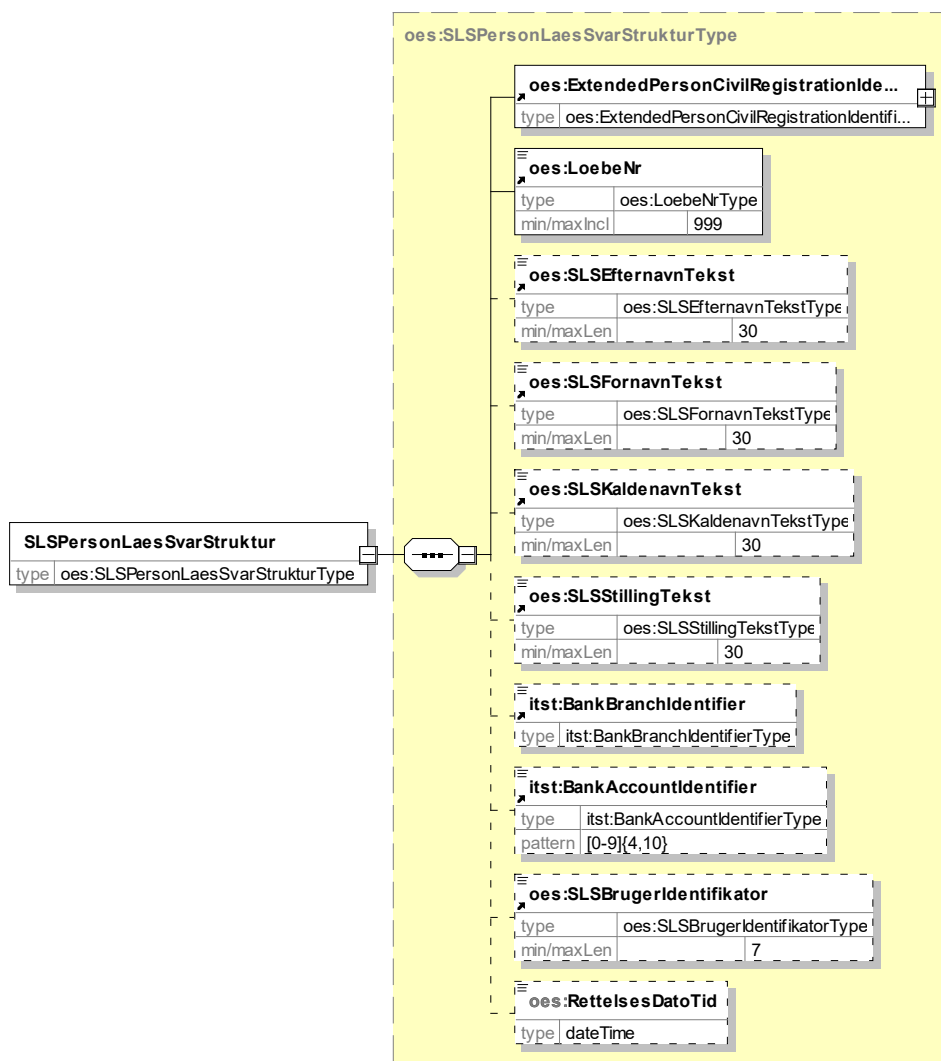 oes:SLSPersonLaesSvarStrukturType
oes:ExtendedPersonCivilRegistrationIde...
type oes:ExtendedPersonCivilRegistrationIdentifi...
oes:LoebeNr
type oes:LoebeNrType
min/maxIncl 999
oes:SLSEfternavnTekst
type oes:SLSEfternavnTekstType
min/maxLen 30
oes:SLSFornavnTekst
type oes:SLSFornavnTekstType
min/maxLen 30
oes:SLSKaldenavnTekst
type oes:SLSKaldenavnTekstType
min/maxLen 30
SLSPersonLaesSvarStruktur
type oes:SLSPersonLaesSvarStrukturType
oes:SLSStillingTekst
type oes:SLSStillingTekstType
min/maxLen 30
itst:BankBranchIdentifier
type itst:BankBranchIdentifierType
itst:BankAccountIdentifier
type itst:BankAccountIdentifierType
pattern [0-9]{4,10}
oes:SLSBrugerIdentifikator
type oes:SLSBrugerIdentifikatorType
min/maxLen 7
oes:RettelsesDatoTid
type dateTime